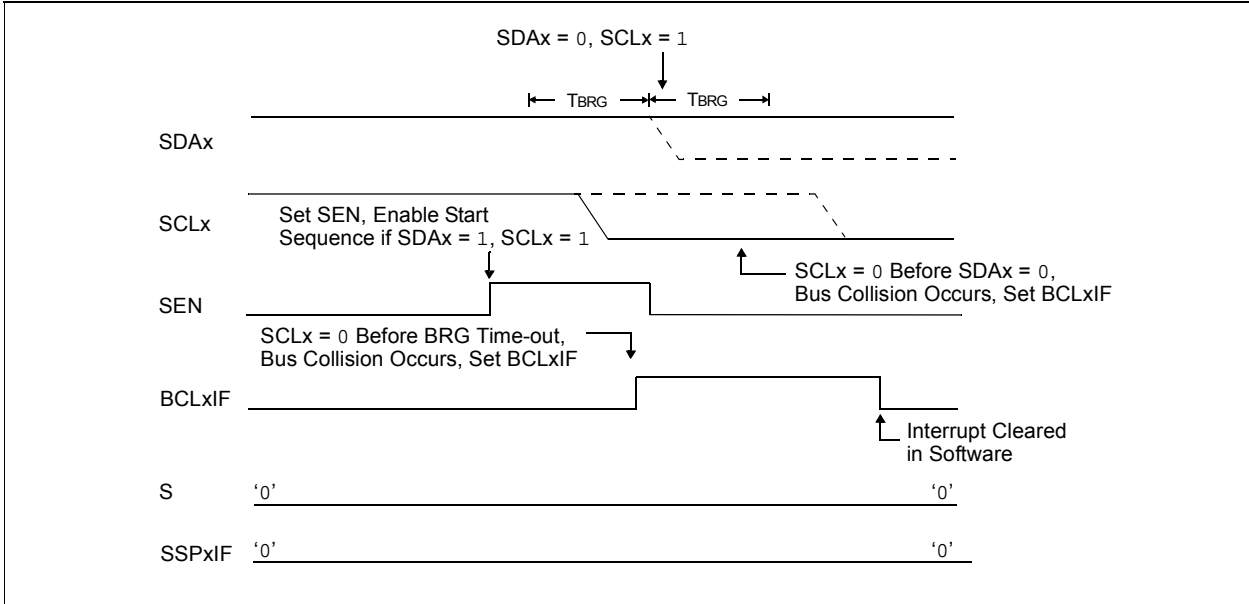 SDAx = 0, SCLx = 1
TBRG TBRG
SDAx
SCLx
Set SEN, Enable Start
Sequence if SDAx = 1, SCLx = 1
SCLx = 0 Before SDAx = 0,
Bus Collision Occurs, Set BCLxIF
SEN
SCLx = 0 Before BRG Time-out,
Bus Collision Occurs, Set BCLxIF
BCLxIF
Interrupt Cleared
in Software
S ‘0’ ‘0’
SSPxIF ‘0’ ‘0’